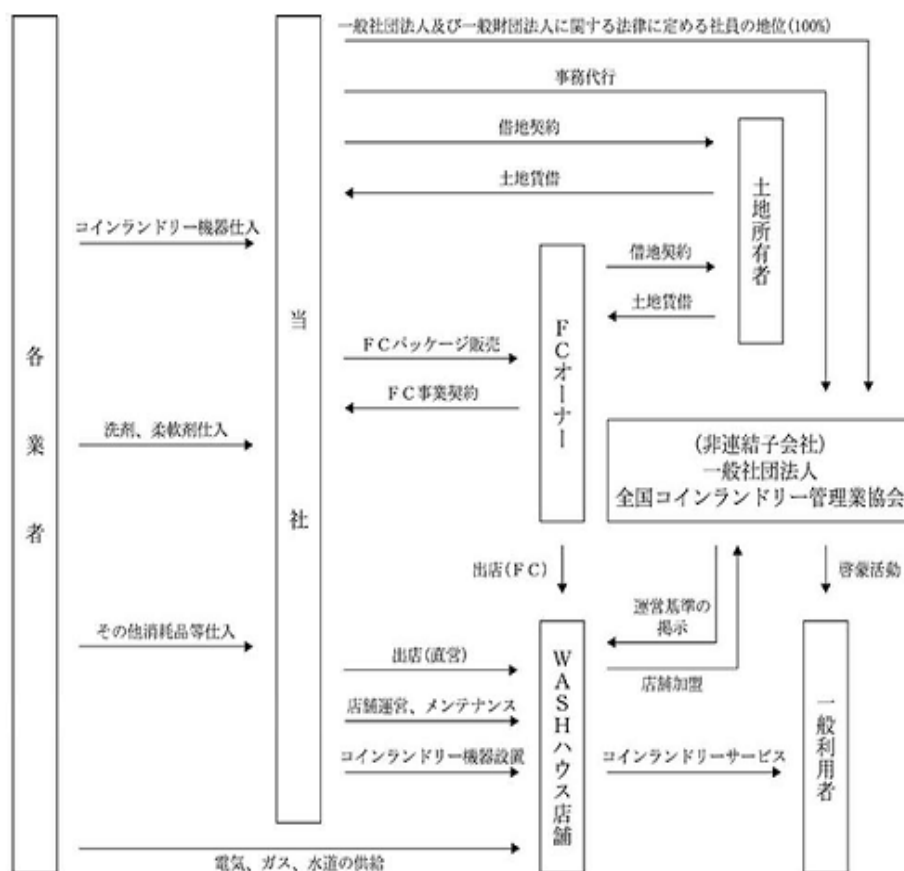 一般社団法人及び一般財団法人に関する法律に定める社員の地位(100%)
事務代行
借地契約
土地賃借
土地所有者
コインランドリー機器仕入
借地契約
土地賃借
各業者
当社
FCオーナー
FCパッケージ販売
FC事業契約
洗剤、柔軟剤仕入
(非連結子会社)
一般社団法人
全国コインランドリー管理業協会
出店(FC)
啓蒙活動
運営基準の
掲示
その他消耗品等仕入
出店(直営)
店舗加盟
WASHハウス店舗
一般利用者
店舗運営、メンテナンス
コインランドリー機器設置
コインランドリーサービス
電気、ガス、水道の供給